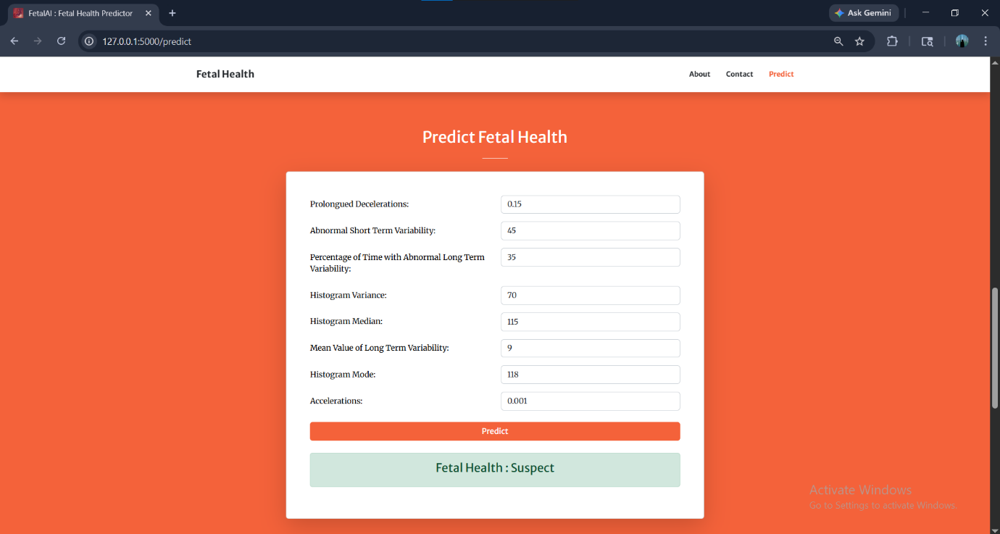 FetalAI : Fetal Health Predictor
Ask Gemini
127.0.0.1:5000/predict
Fetal Health
About Contact Predict
Predict Fetal Health
Prolongued Decelerations: 0.15
Abnormal Short Term Variability: 45
Percentage of Time with Abnormal Long Term 35
Variability:
Histogram Variance: 70
Histogram Median: 115
Mean Value of Long Term Variability: 9
Histogram Mode: 118
Accelerations: 0.001
Predict
Fetal Health : Suspect
Activate Windows
Go to Settings to activate Windows.